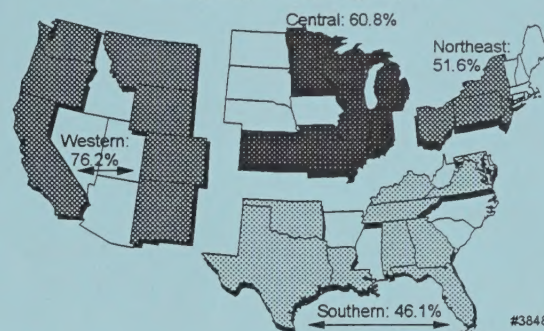 Central: 60.8%
Northeast:
51.6%
Western:
76.2%
Southern: 46.1%
#3848